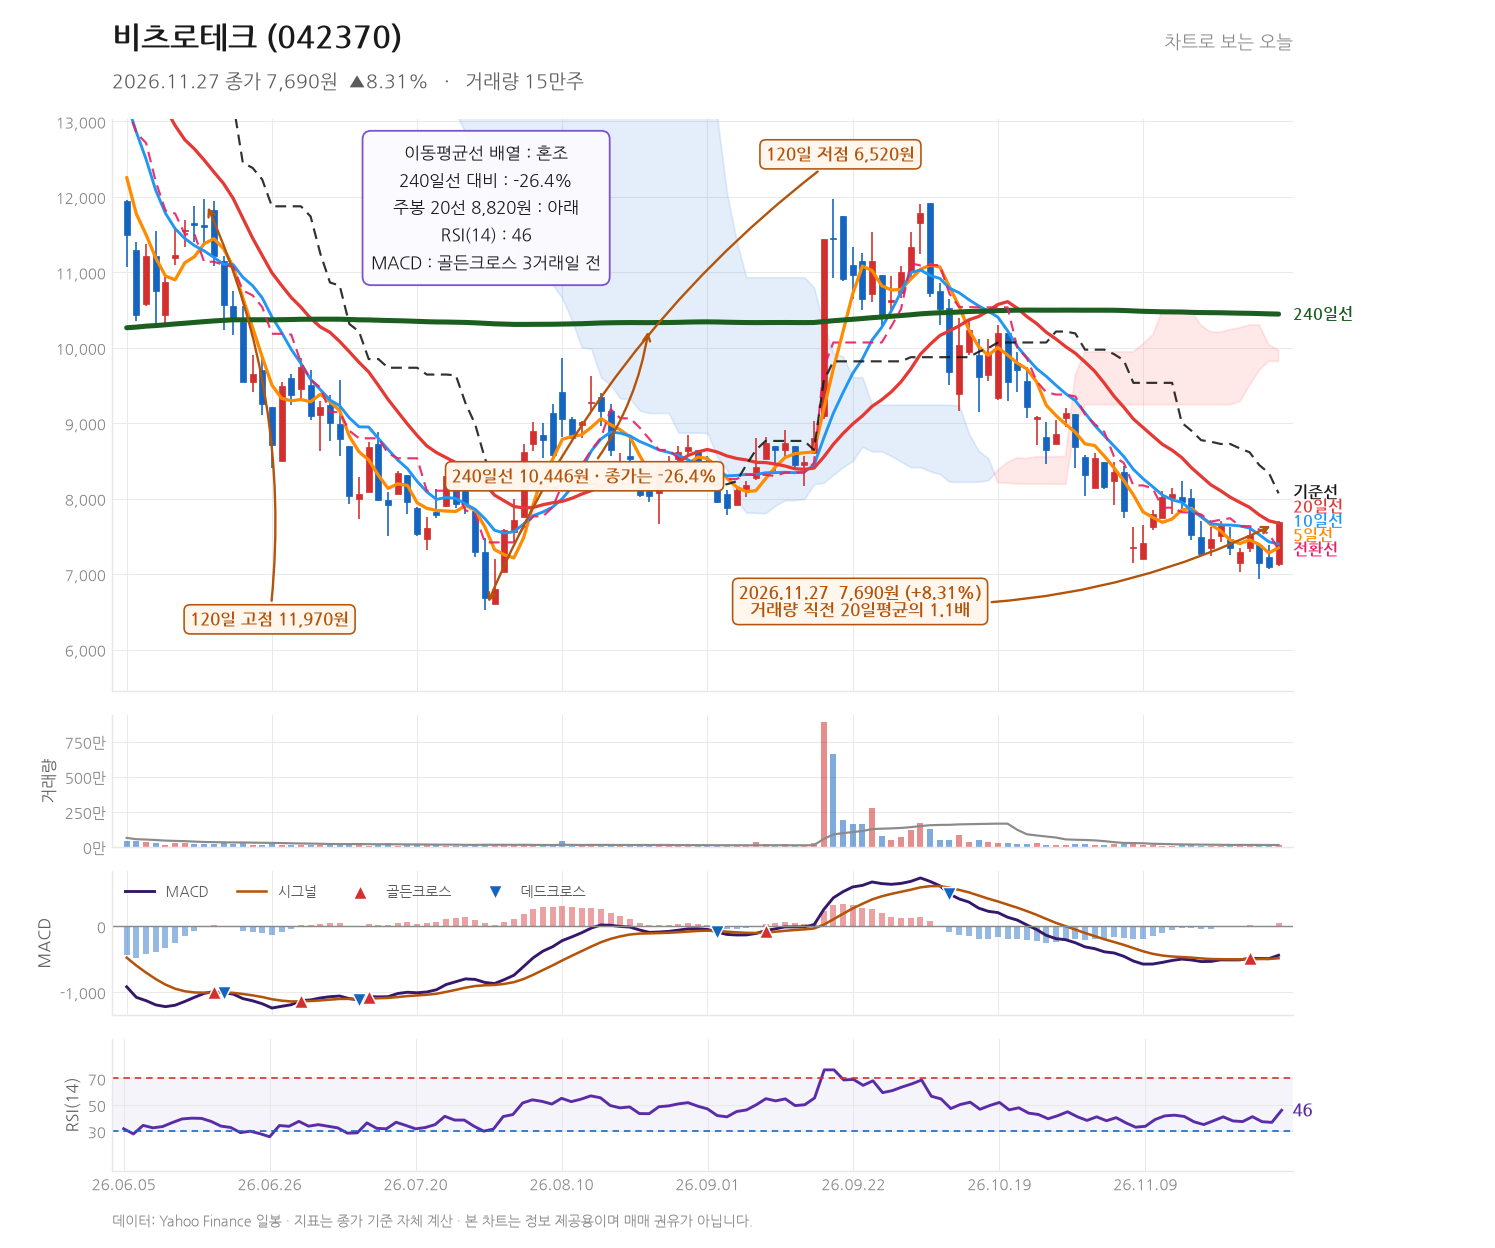 비츠로테크 (042370)
차트로 보는 오늘
2026.11.27 종가 7,690원 ▲8.31% · 거래량 15만주
13,000
12,000
11,000
10,000
9,000
8,000
7,000
6,000
이동평균선 배열 : 혼조
240일선 대비 : -26.4%
주봉 20선 8,820원 : 아래
RSI(14) : 46
MACD : 골든크로스 3거래일 전
120일 저점 6,520원
240일선 10,446원 · 종가는 -26.4%
120일 고점 11,970원
2026.11.27 7,690원 (+8.31%)
거래량 직전 20일평균의 1.1배
240일선
기준선
20일선
10일선
5일선
전환선
거래량
750만
500만
250만
0만
MACD
MACD
시그널
골든크로스
데드크로스
0
-1,000
RSI(14)
70
50
30
46
26.06.05
26.06.26
26.07.20
26.08.10
26.09.01
26.09.22
26.10.19
26.11.09
데이터: Yahoo Finance 일봉 · 지표는 종가 기준 자체 계산 · 본 차트는 정보 제공용이며 매매 권유가 아닙니다.